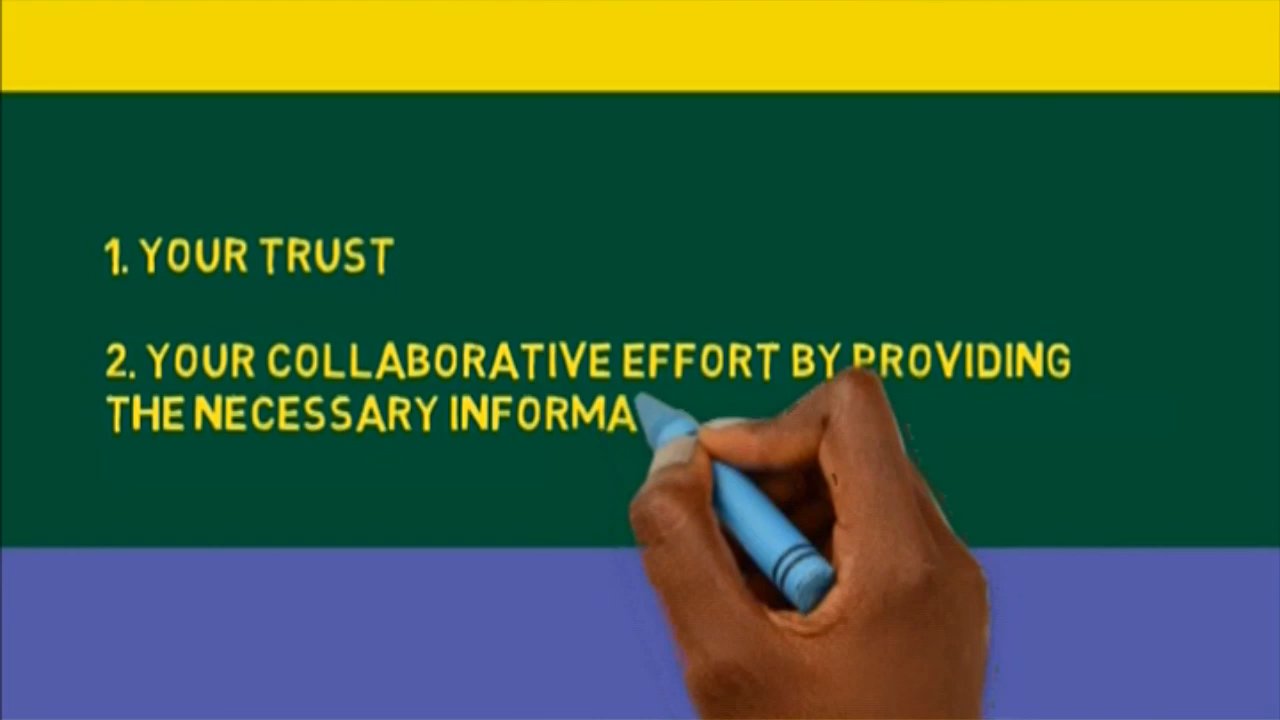 1. YOUR TRUST
2. YOUR COLLABORATIVE EFFORT BY PROVIDING
THE NECESSARY INFORMA